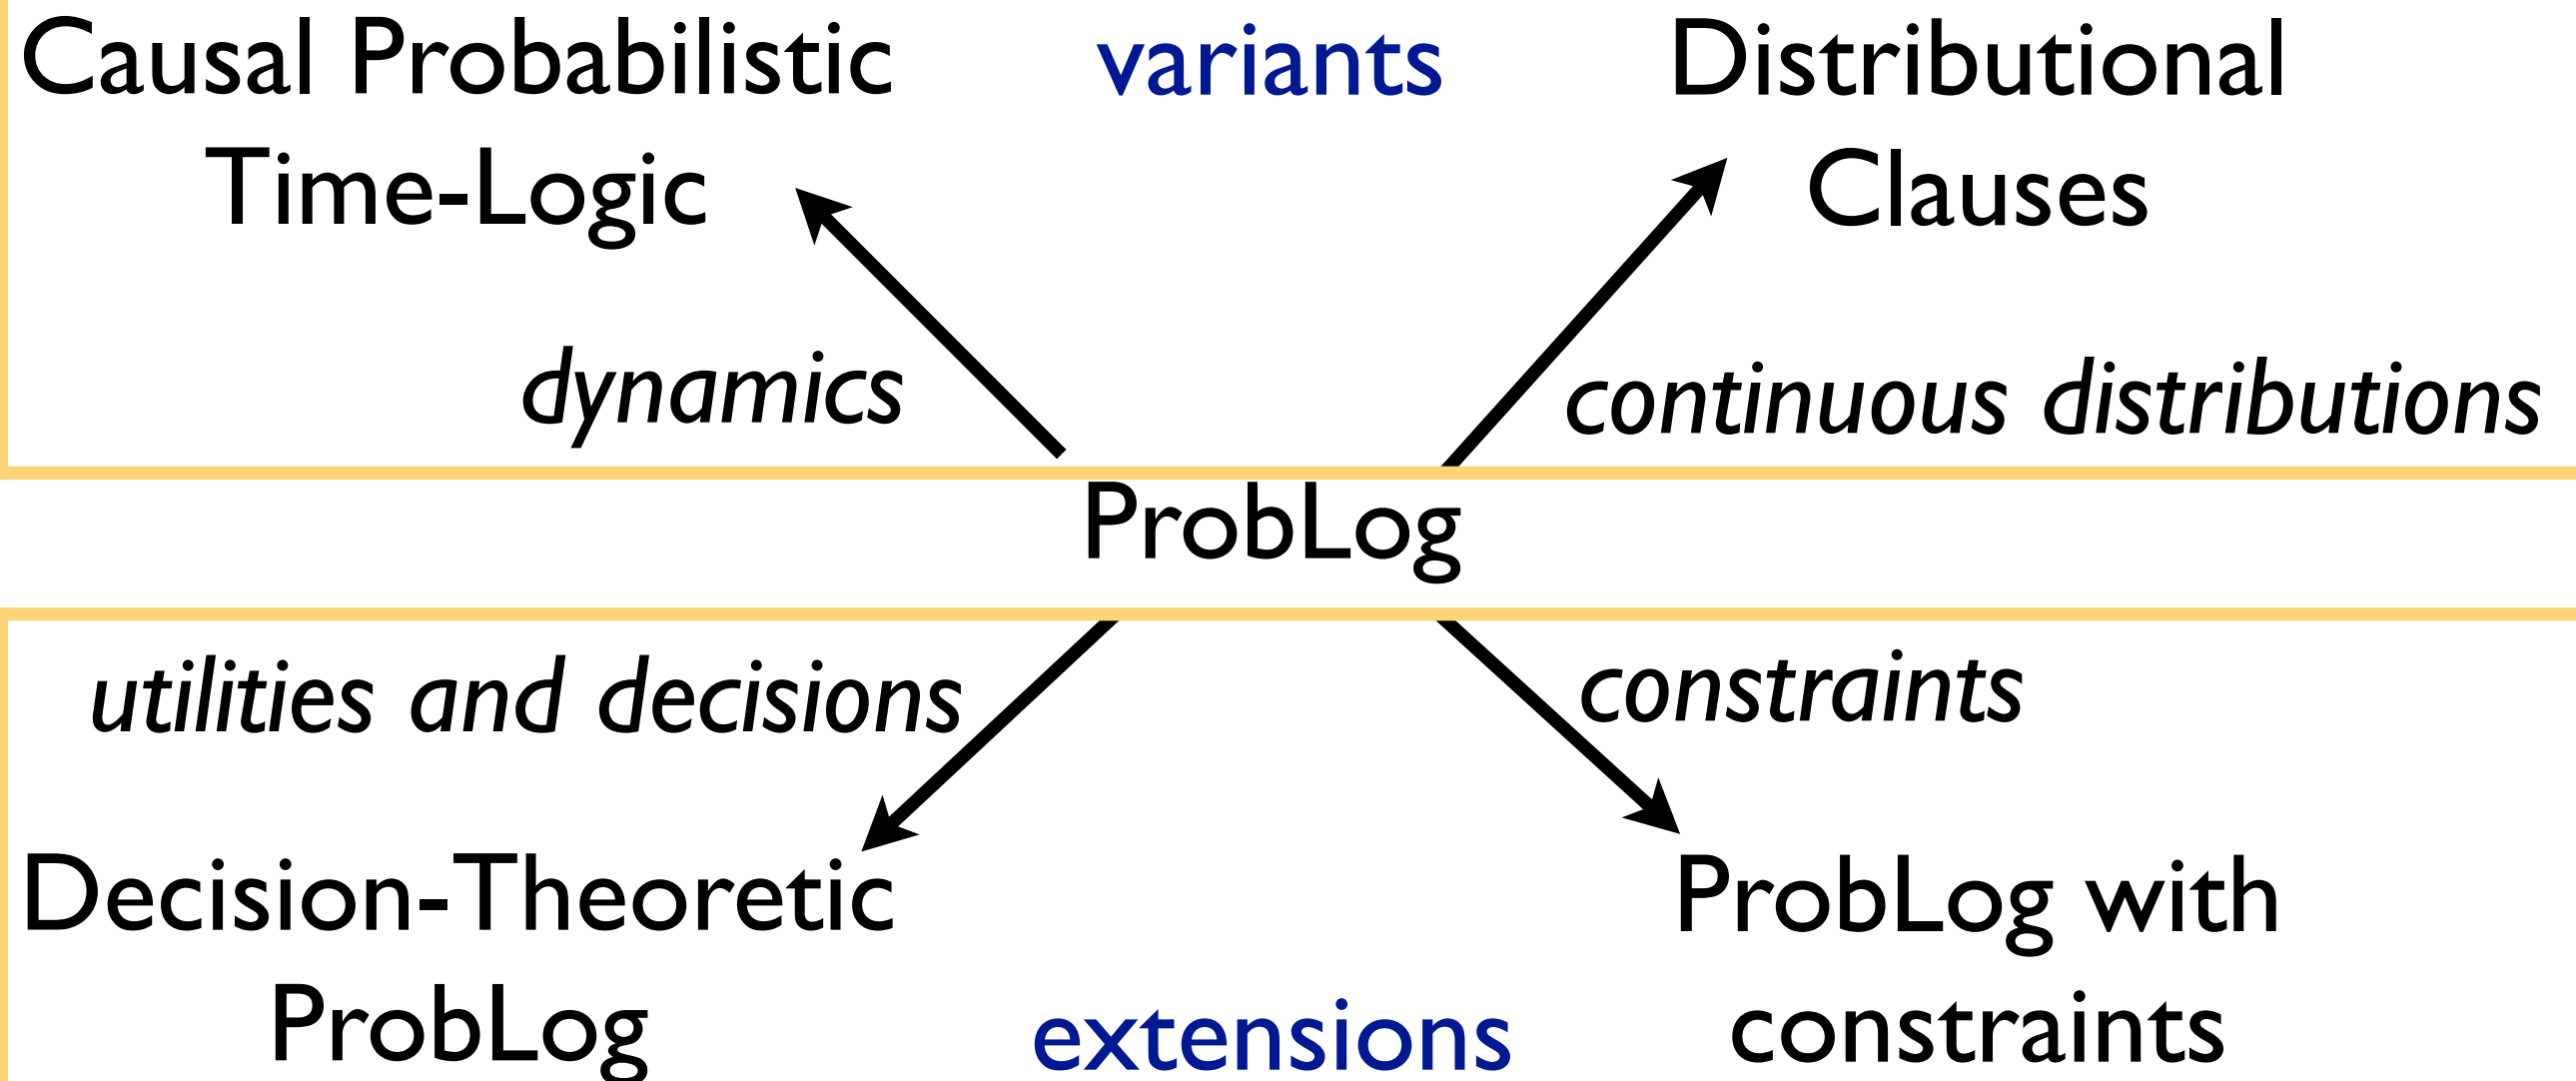 Causal Probabilistic
Time-Logic
variants
Distributional
Clauses
dynamics
continuous distributions
ProbLog
utilities and decisions
constraints
Decision-Theoretic
ProbLog
extensions
ProbLog with
constraints